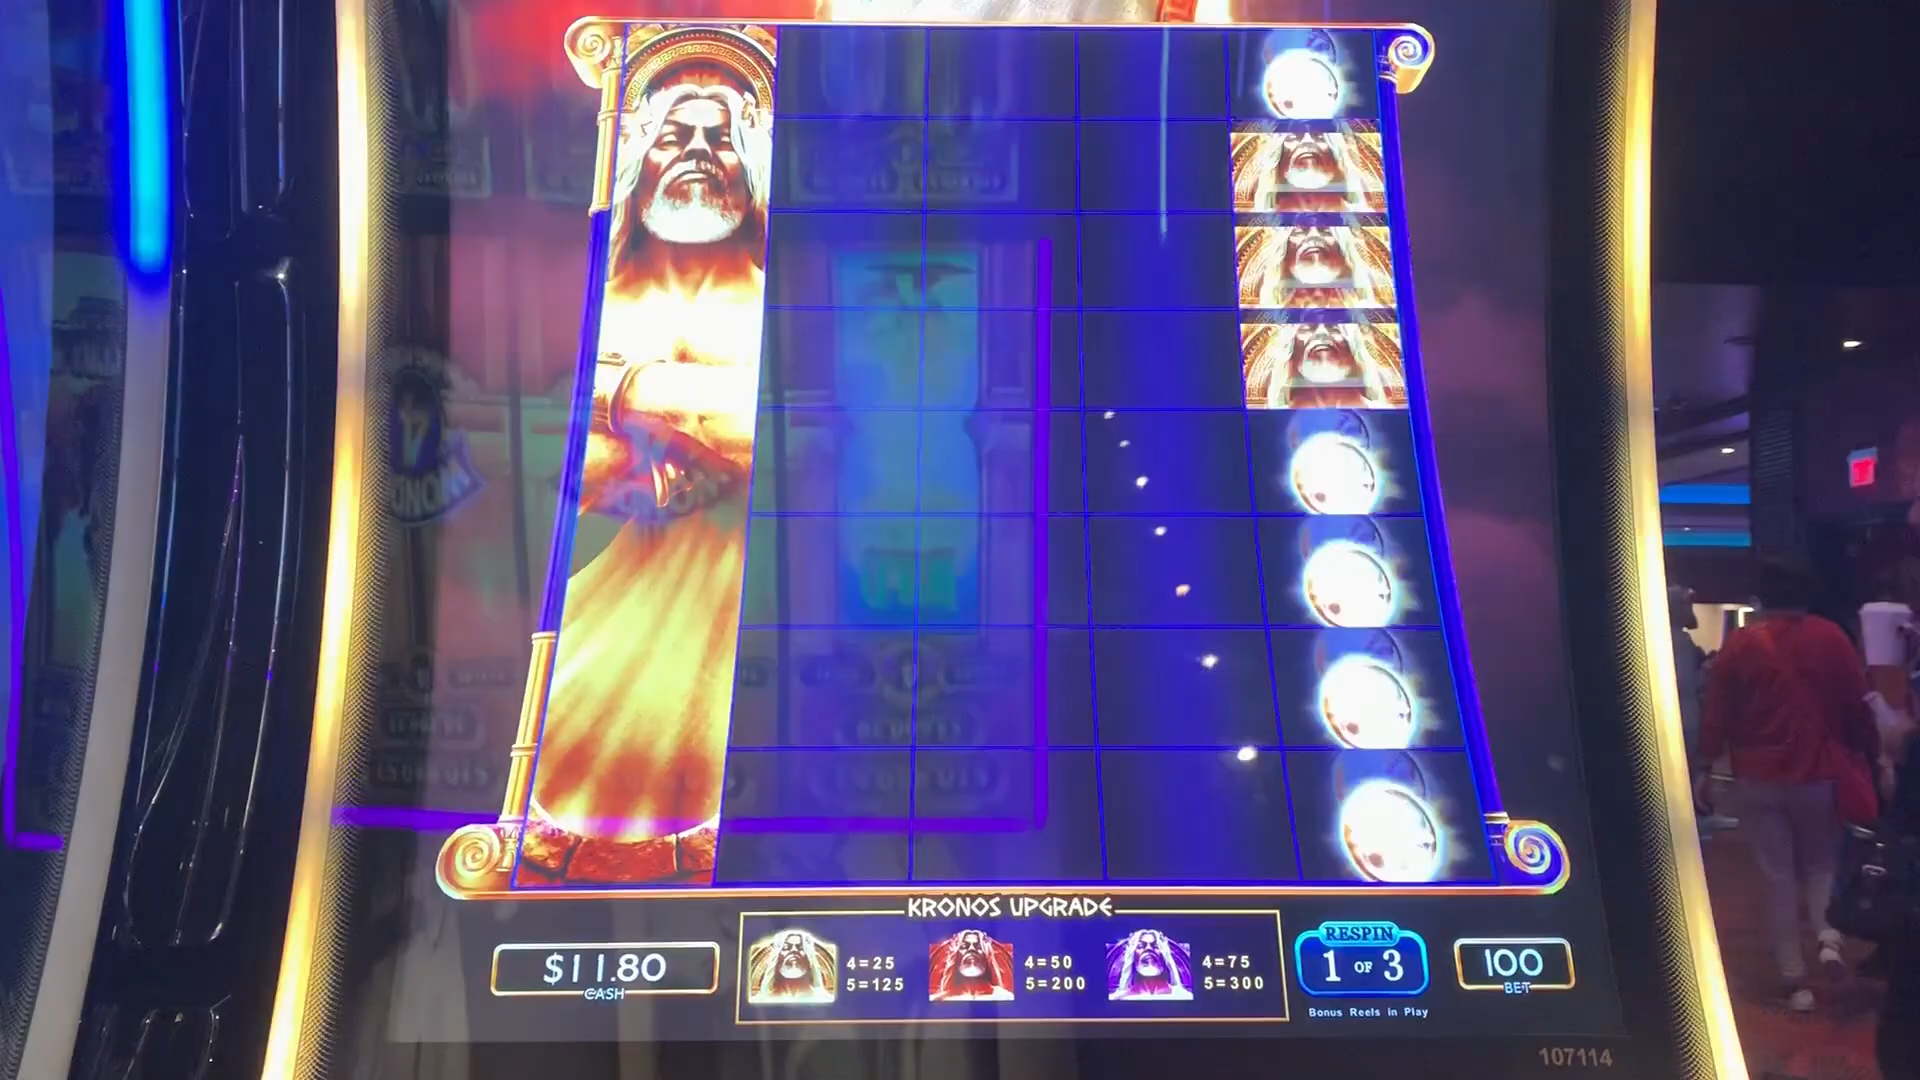 KRONOS UPGRADE
$11.80
CASH
4=25
5=125
4=50
5=200
4=75
5=300
RESPIN
1 OF 3
Bonus Reels in Play
100
BET
107114